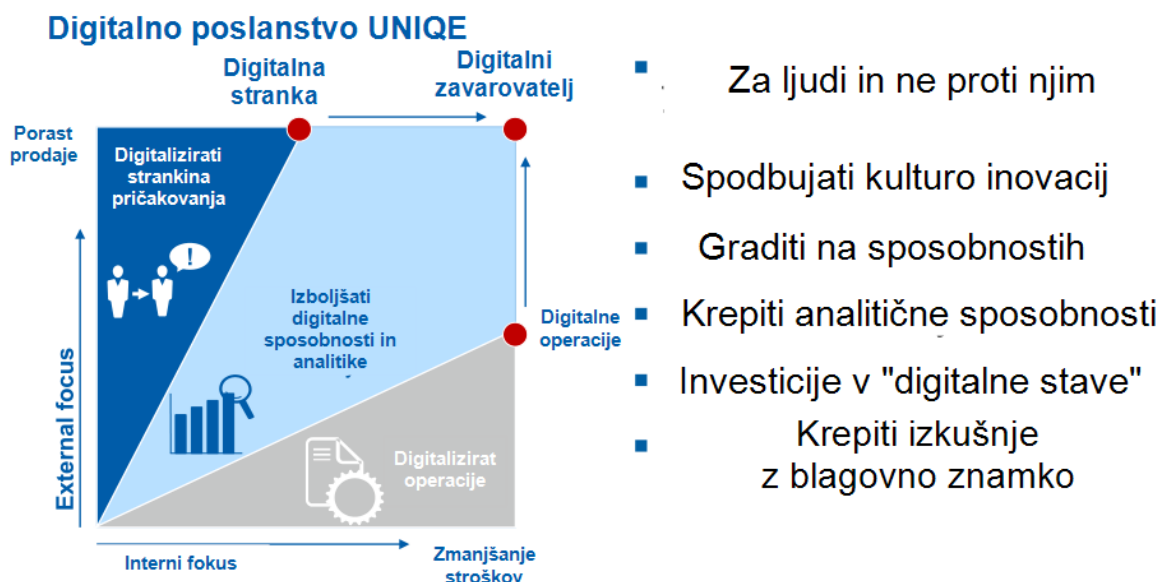 Digitalno poslanstvo UNIQE
Digitalna
stranka
Digitalni
zavarovatelj
Porast
prodaje
Digitalizirati
strankina
pričakovanja
!
External focus
Izboljšati
digitalne
sposobnosti in
analitike
Digitalne
operacije
Digitalizirat
operacije
Interni fokus
Zmanjšanje
stroškov
Za ljudi in ne proti njim
Spodbujati kulturo inovacij
Graditi na sposobnostih
Krepiti analitične sposobnosti
Investicije v "digitalne stave"
Krepiti izkušnje
z blagovno znamko